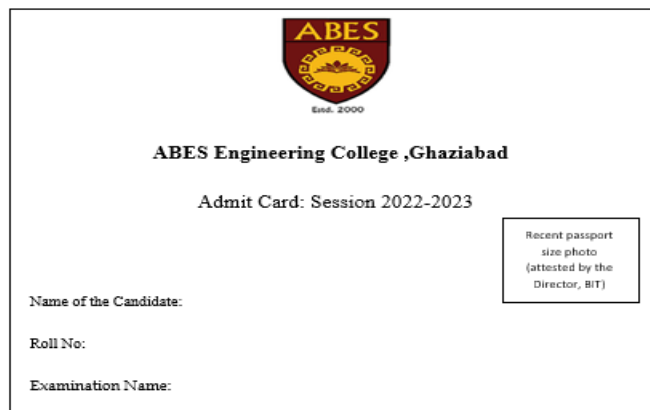 ABES
Estd. 2000
ABES Engineering College ,Ghaziabad
Admit Card: Session 2022-2023
Recent passport
size photo
(attested by the
Director, BIT)
Name of the Candidate:
Roll No:
Examination Name: